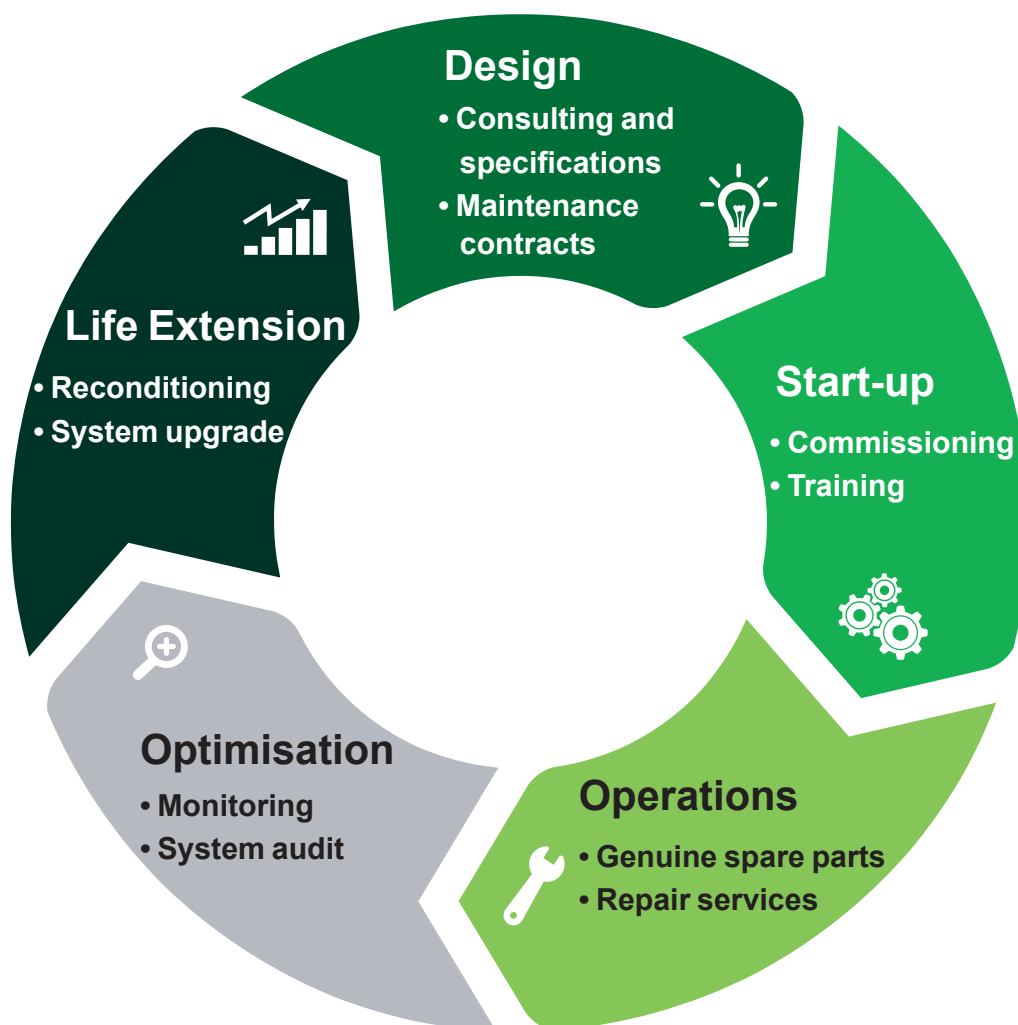 Design
• Consulting and
specifications
• Maintenance
contracts
Start-up
• Commissioning
• Training
Operations
• Genuine spare parts
• Repair services
Optimisation
• Monitoring
• System audit
Life Extension
• Reconditioning
• System upgrade